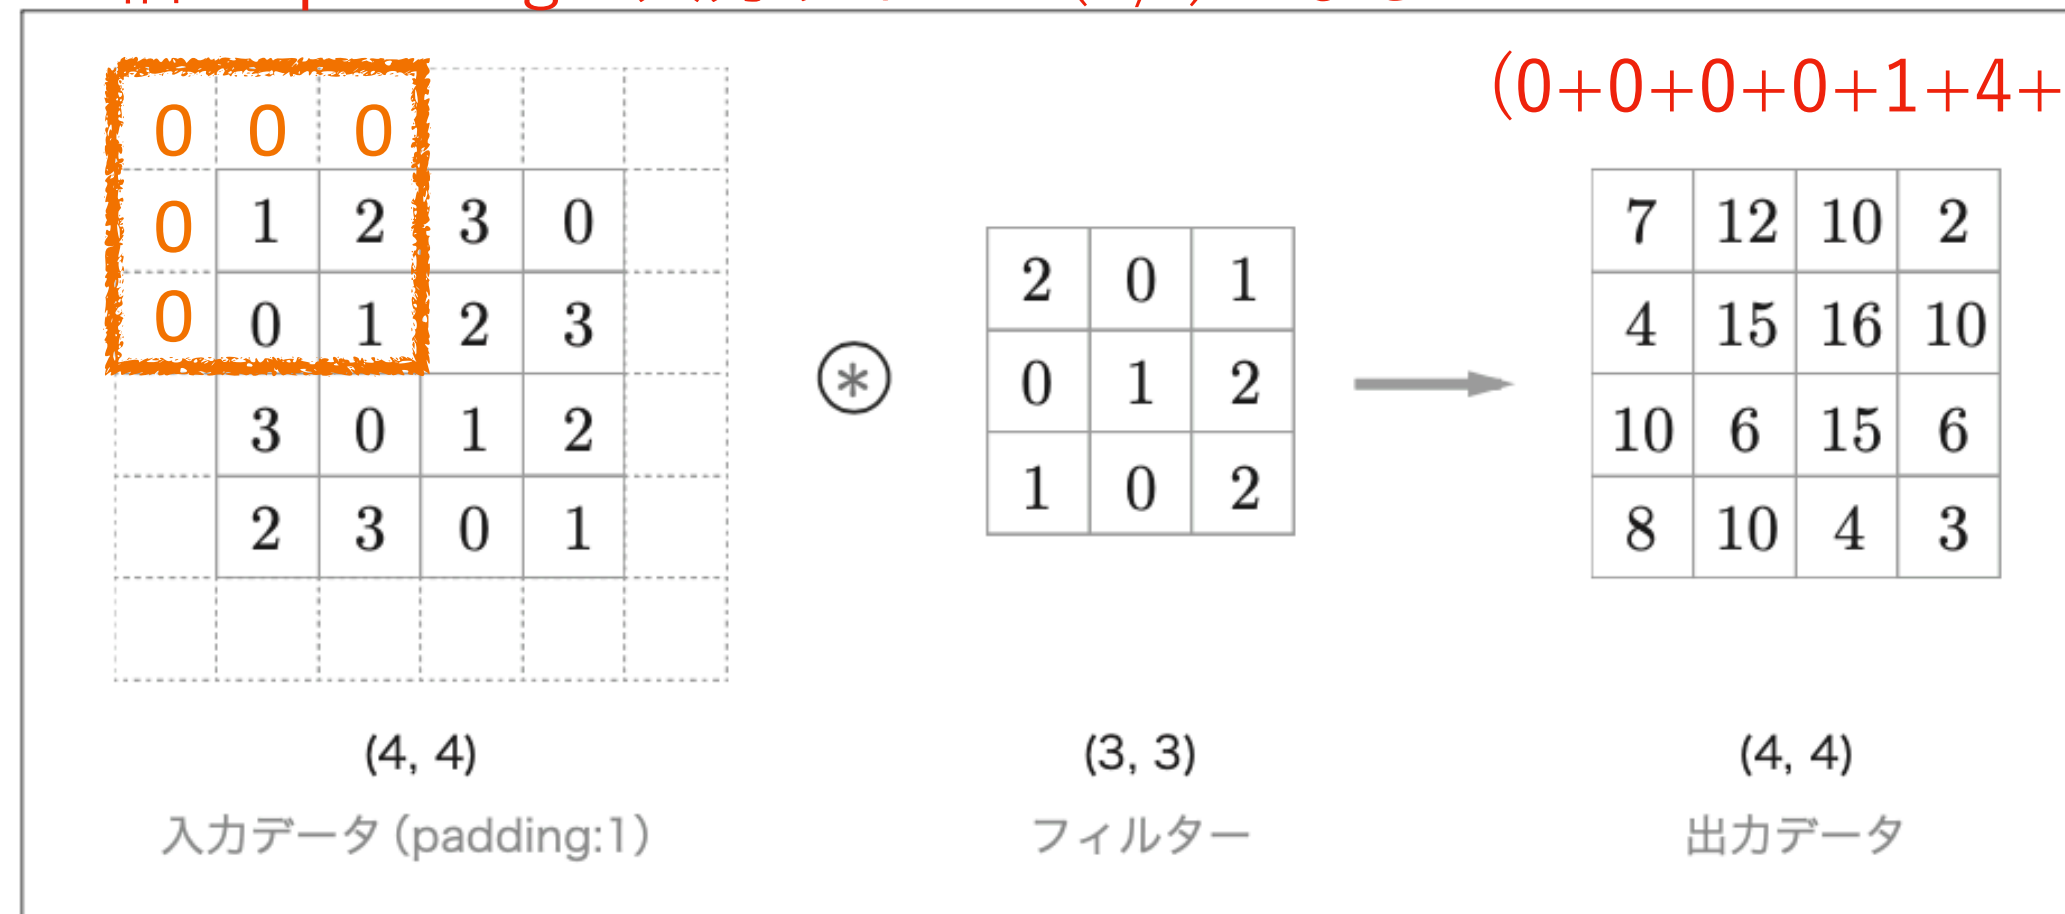 (0+0+0+0+1+4+
0 0 0
0 1 2 3 0
0 0 1 2 3
3 0 1 2
2 3 0 1
2 0 1
0 1 2
1 0 2
7 12 10 2
4 15 16 10
10 6 15 6
8 10 4 3
(4, 4)
入力データ(padding:1)
(3, 3)
フィルター
(4, 4)
出力データ